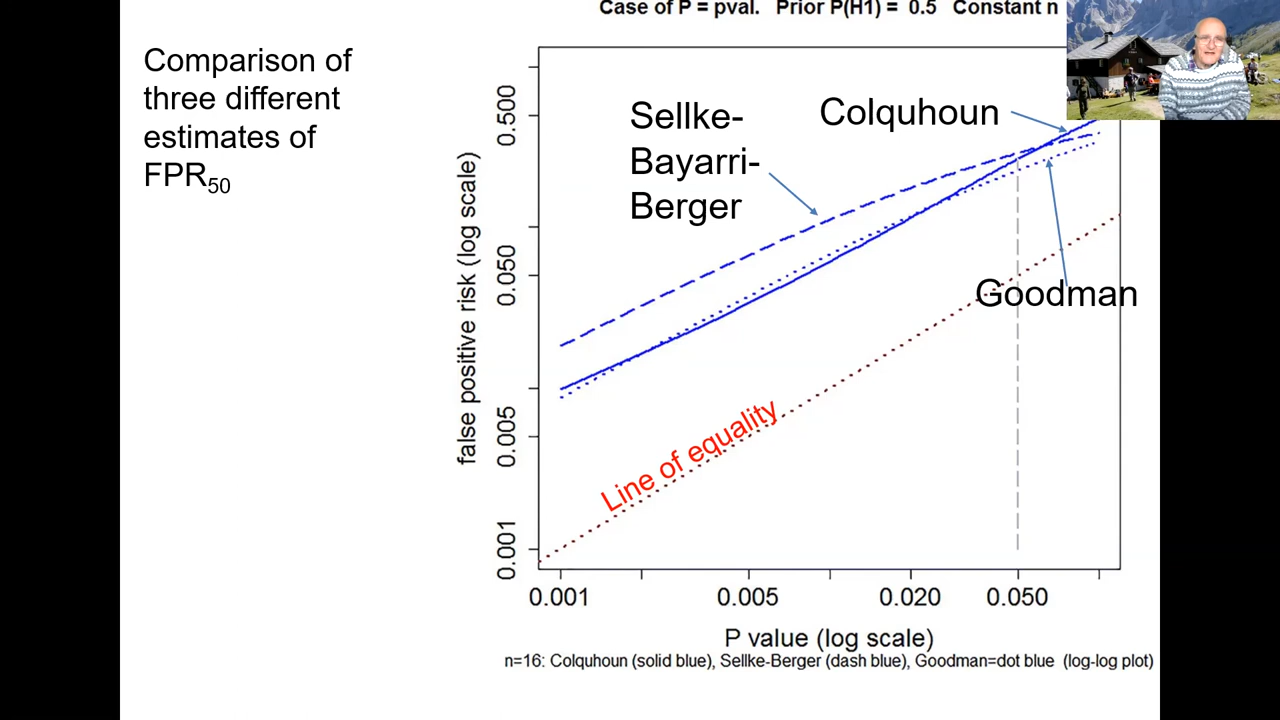 Case of P = pval. Prior P(H1) = 0.5 Constant n
Comparison of
three different
estimates of
FPR50
Sellke-
Bayarri-
Berger
Colquhoun
Goodman
Line of equality
false positive risk (log scale)
0.500
0.050
0.005
0.001
0.001 0.005 0.020 0.050
P value (log scale)
n=16: Colquhoun (solid blue), Sellke-Berger (dash blue), Goodman=dot blue (log-log plot)